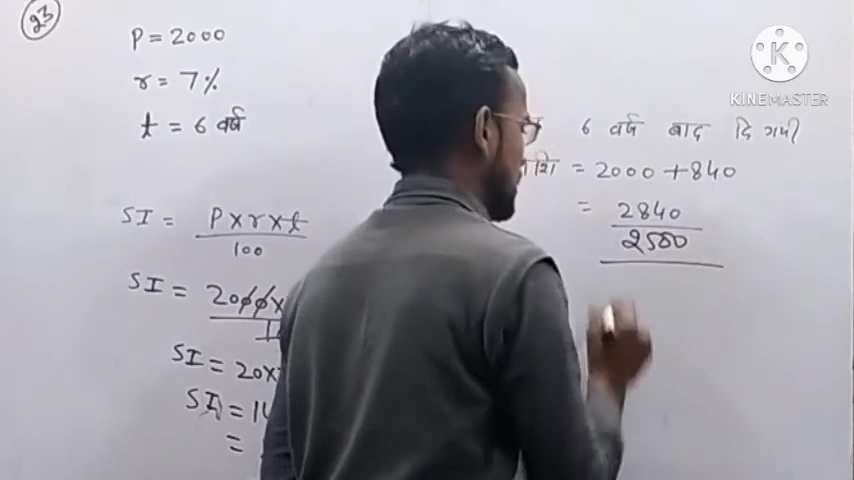 23
P = 2000
r = 7%
t = 6 वर्ष
SI = P×r×t
100
SI = 2000×
SI = 20×
SI = 14
=
6 वर्ष बाद दि गयी
= 2000 + 840
= 2840
2500
K
KINEMASTER